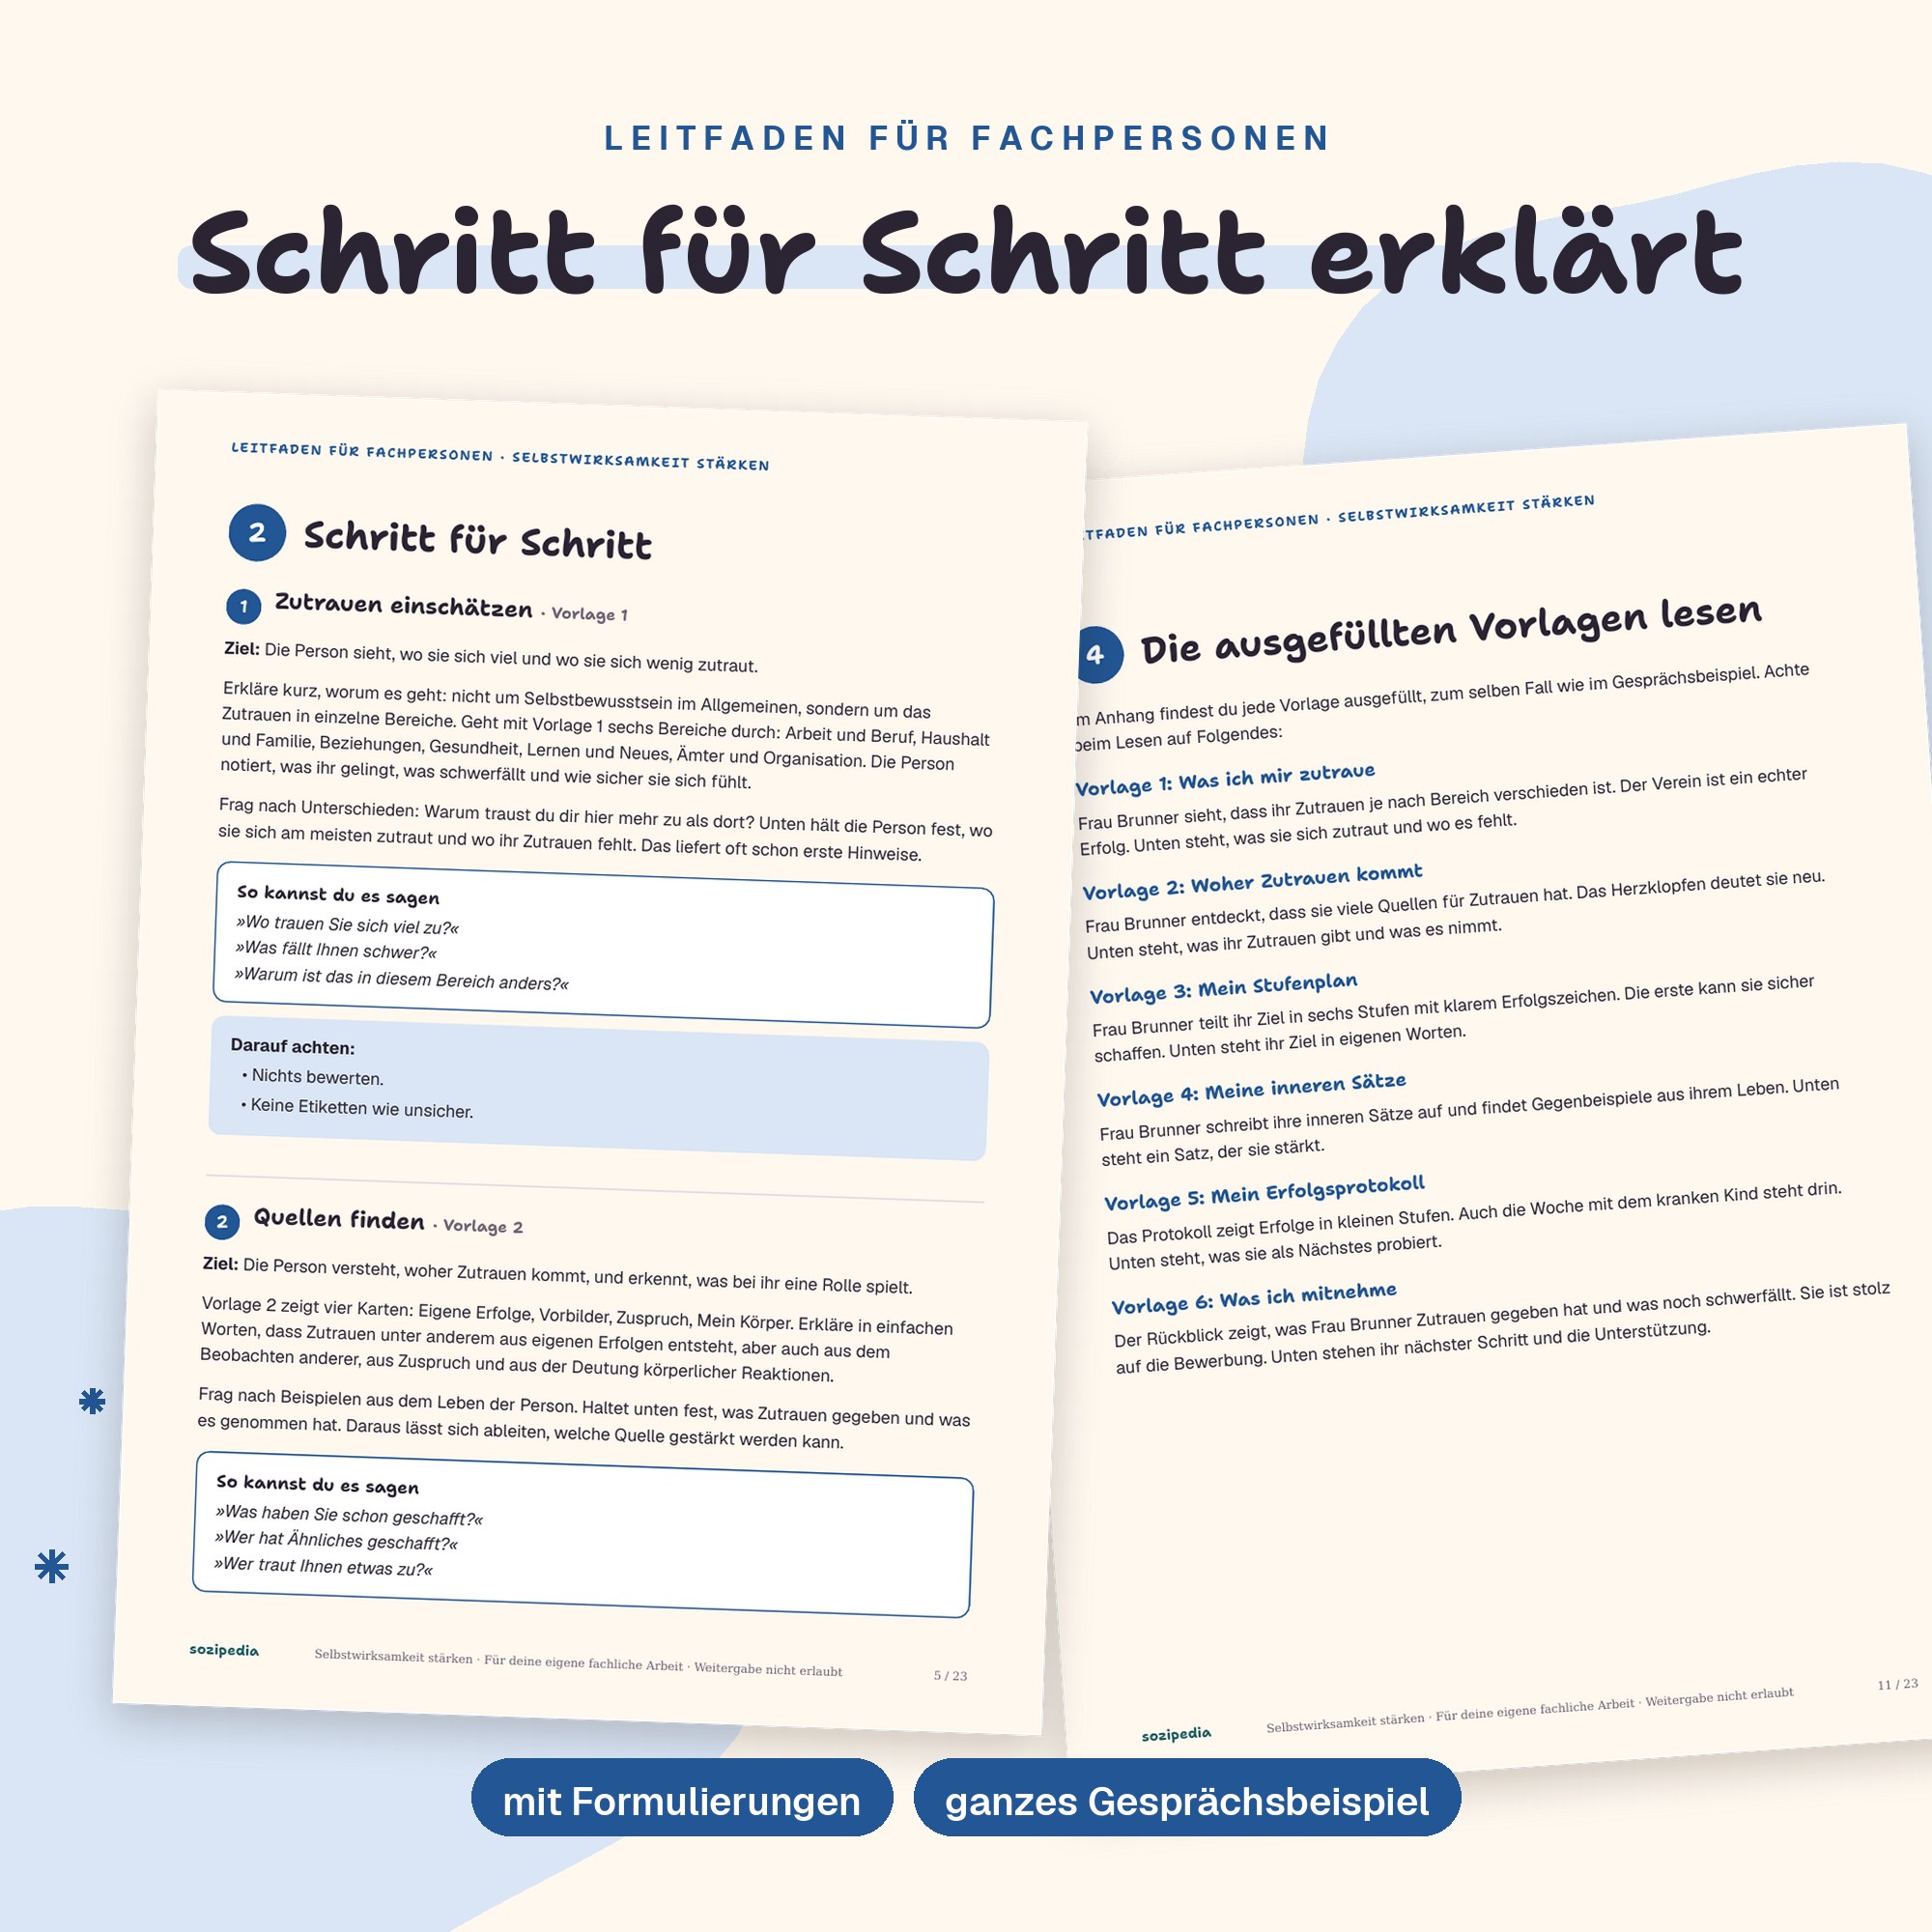 LEITFADEN FÜR FACHPERSONEN
Schritt für Schritt erklärt
LEITFADEN FÜR FACHPERSONEN · SELBSTWIRKSAMKEIT STÄRKEN
2 Schritt für Schritt
1 Zutrauen einschätzen · Vorlage 1
Ziel: Die Person sieht, wo sie sich viel und wo sie sich wenig zutraut.
Erkläre kurz, worum es geht: nicht um Selbstbewusstsein im Allgemeinen, sondern um das
Zutrauen in einzelne Bereiche. Geht mit Vorlage 1 sechs Bereiche durch: Arbeit und Beruf, Haushalt
und Familie, Beziehungen, Gesundheit, Lernen und Neues, Ämter und Organisation. Die Person
notiert, was ihr gelingt, was schwerfällt und wie sicher sie sich fühlt.
Frag nach Unterschieden: Warum traust du dir hier mehr zu als dort? Unten hält die Person fest, wo
sie sich am meisten zutraut und wo ihr Zutrauen fehlt. Das liefert oft schon erste Hinweise.
So kannst du es sagen
»Wo trauen Sie sich viel zu?«
»Was fällt Ihnen schwer?«
»Warum ist das in diesem Bereich anders?«
Darauf achten:
• Nichts bewerten.
• Keine Etiketten wie unsicher.
2 Quellen finden · Vorlage 2
Ziel: Die Person versteht, woher Zutrauen kommt, und erkennt, was bei ihr eine Rolle spielt.
Vorlage 2 zeigt vier Karten: Eigene Erfolge, Vorbilder, Zuspruch, Mein Körper. Erkläre in einfachen
Worten, dass Zutrauen unter anderem aus eigenen Erfolgen entsteht, aber auch aus dem
Beobachten anderer, aus Zuspruch und aus der Deutung körperlicher Reaktionen.
Frag nach Beispielen aus dem Leben der Person. Haltet unten fest, was Zutrauen gegeben und was
es genommen hat. Daraus lässt sich ableiten, welche Quelle gestärkt werden kann.
So kannst du es sagen
»Was haben Sie schon geschafft?«
»Wer hat Ähnliches geschafft?«
»Wer traut Ihnen etwas zu?«
sozipedia Selbstwirksamkeit stärken · Für deine eigene fachliche Arbeit · Weitergabe nicht erlaubt 5 / 23
TFADEN FÜR FACHPERSONEN · SELBSTWIRKSAMKEIT STÄRKEN
4 Die ausgefüllten Vorlagen lesen
m Anhang findest du jede Vorlage ausgefüllt, zum selben Fall wie im Gesprächsbeispiel. Achte
beim Lesen auf Folgendes:
Vorlage 1: Was ich mir zutraue
Frau Brunner sieht, dass ihr Zutrauen je nach Bereich verschieden ist. Der Verein ist ein echter
Erfolg. Unten steht, was sie sich zutraut und wo es fehlt.
Vorlage 2: Woher Zutrauen kommt
Frau Brunner entdeckt, dass sie viele Quellen für Zutrauen hat. Das Herzklopfen deutet sie neu.
Unten steht, was ihr Zutrauen gibt und was es nimmt.
Vorlage 3: Mein Stufenplan
Frau Brunner teilt ihr Ziel in sechs Stufen mit klarem Erfolgszeichen. Die erste kann sie sicher
schaffen. Unten steht ihr Ziel in eigenen Worten.
Vorlage 4: Meine inneren Sätze
Frau Brunner schreibt ihre inneren Sätze auf und findet Gegenbeispiele aus ihrem Leben. Unten
steht ein Satz, der sie stärkt.
Vorlage 5: Mein Erfolgsprotokoll
Das Protokoll zeigt Erfolge in kleinen Stufen. Auch die Woche mit dem kranken Kind steht drin.
Unten steht, was sie als Nächstes probiert.
Vorlage 6: Was ich mitnehme
Der Rückblick zeigt, was Frau Brunner Zutrauen gegeben hat und was noch schwerfällt. Sie ist stolz
auf die Bewerbung. Unten stehen ihr nächster Schritt und die Unterstützung.
sozipedia Selbstwirksamkeit stärken · Für deine eigene fachliche Arbeit · Weitergabe nicht erlaubt 11 / 23
mit Formulierungen
ganzes Gesprächsbeispiel